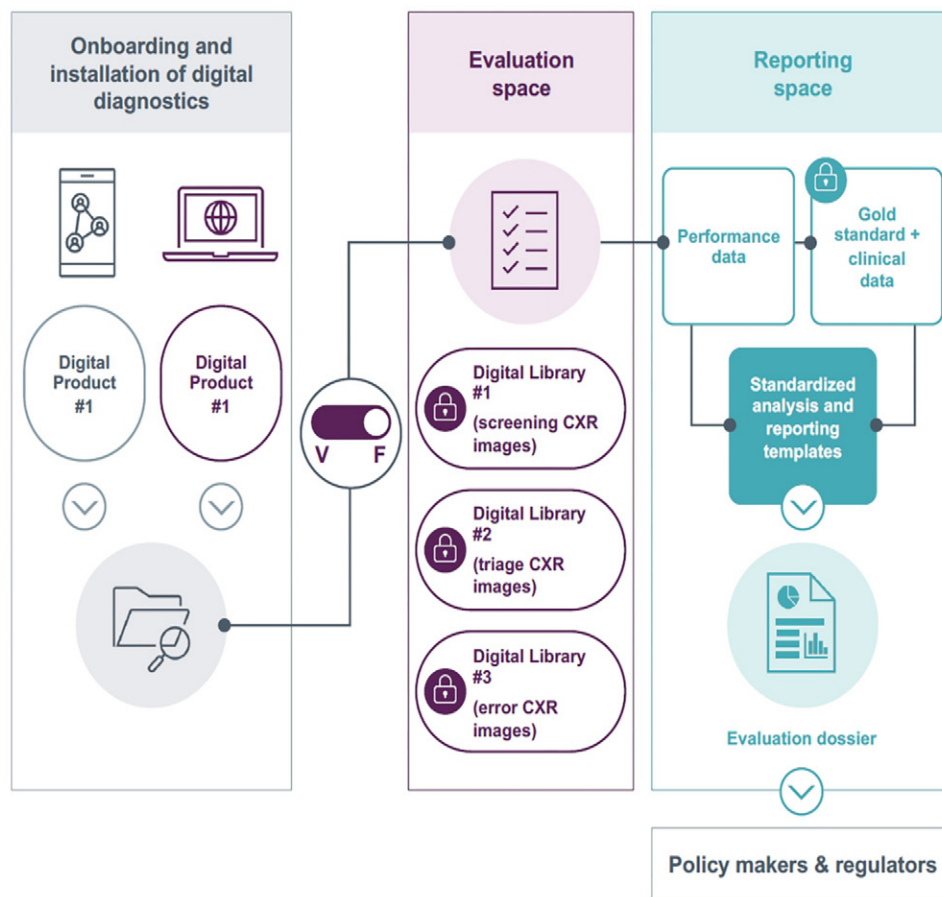 Onboarding and
installation of digital
diagnostics
Digital
Product
#1
Digital
Product
#1
V F
Evaluation
space
Digital Library
#1
(screening CXR
images)
Digital Library
#2
(triage CXR
images)
Digital Library
#3
(error CXR
images)
Reporting
space
Performance
data
Gold
standard +
clinical
data
Standardized
analysis and
reporting
templates
Evaluation dossier
Policy makers & regulators